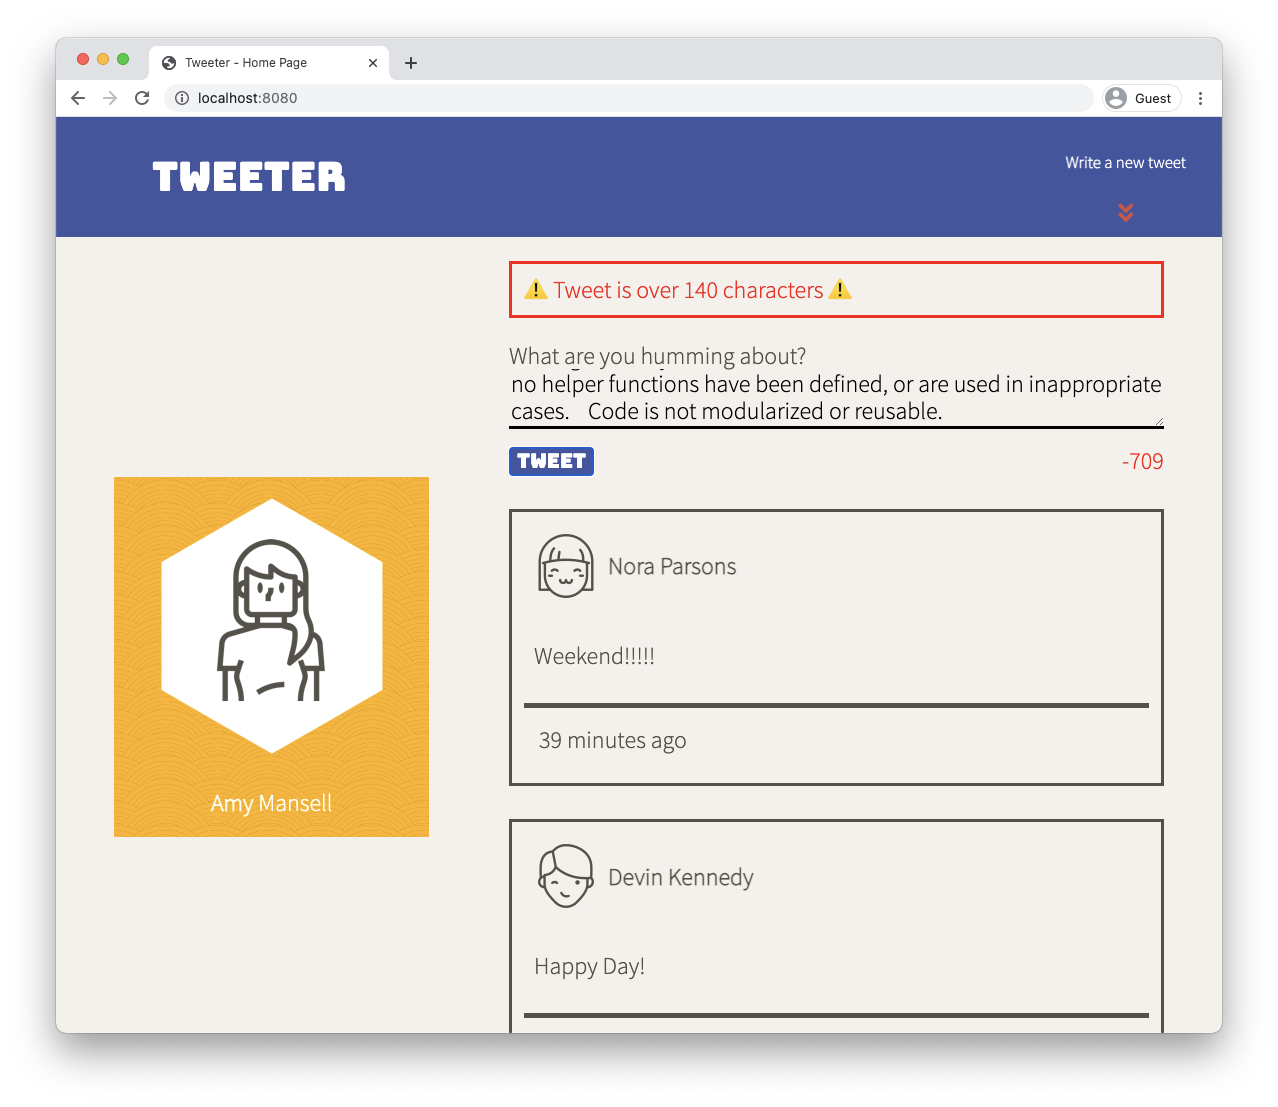 Tweeter - Home Page
localhost:8080
Guest
TWEETER
Write a new tweet
⚠️ Tweet is over 140 characters ⚠️
What are you humming about?
no helper functions have been defined, or are used in inappropriate
cases.    Code is not modularized or reusable.
TWEET
-709
Nora Parsons
Weekend!!!!!
39 minutes ago
Amy Mansell
Devin Kennedy
Happy Day!